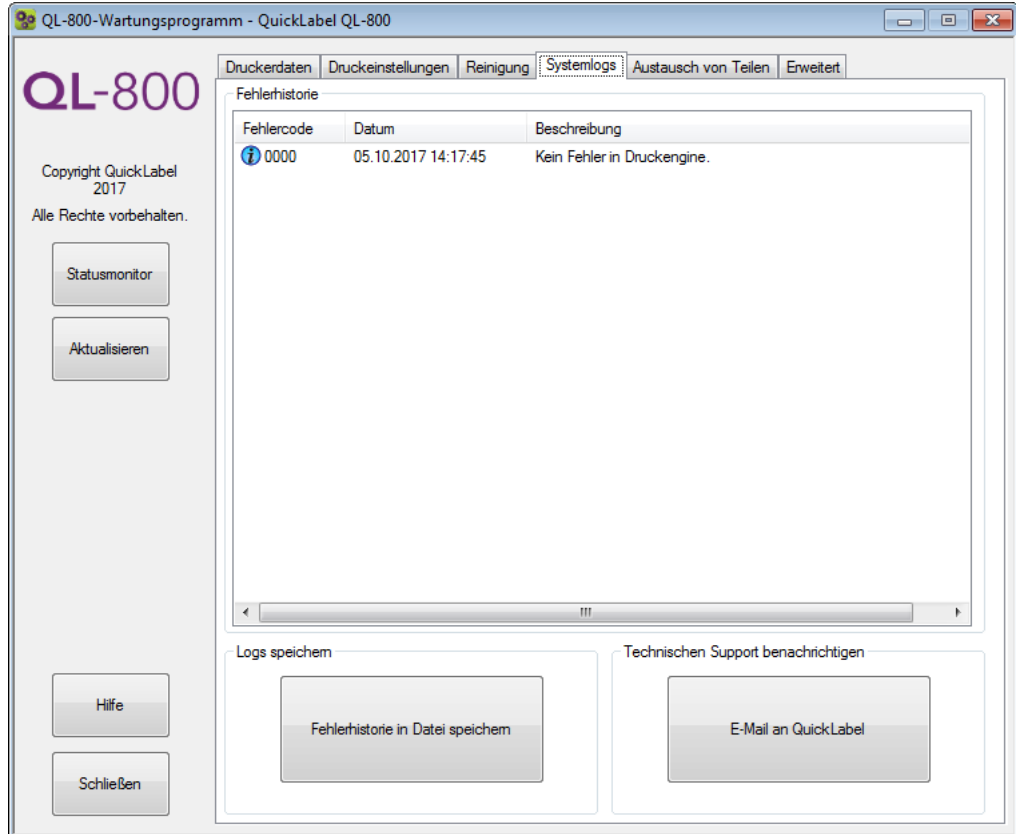 QL-800-Wartungsprogramm - QuickLabel QL-800
QL-800
Copyright QuickLabel
2017
Alle Rechte vorbehalten.
Statusmonitor
Aktualisieren
Hilfe
Schließen
Druckerdaten Druckeinstellungen Reinigung Systemlogs Austausch von Teilen Erweitert
Fehlerhistorie
Fehlercode Datum Beschreibung
0000 05.10.2017 14:17:45 Kein Fehler in Druckengine.
Logs speichern
Fehlerhistorie in Datei speichern
Technischen Support benachrichtigen
E-Mail an QuickLabel